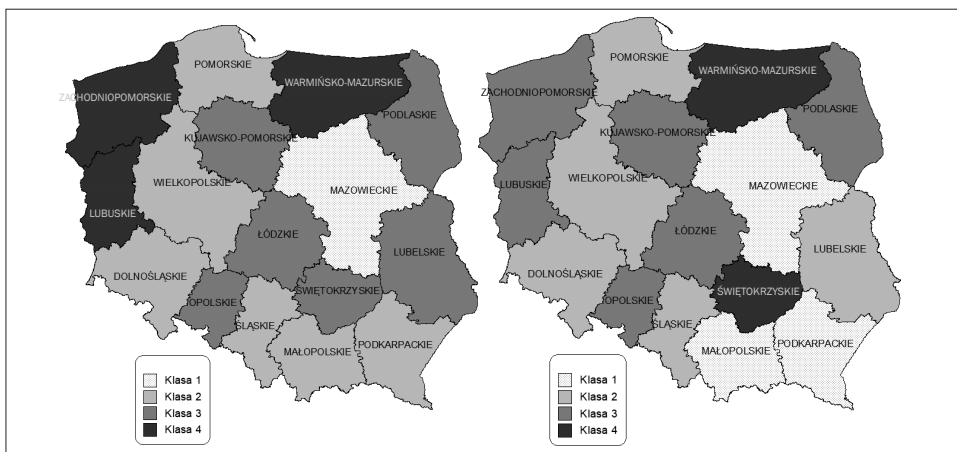 POMORSKIE
WARMIŃSKO-MAZURSKIE
ZACHODNIOPOMORSKIE
PODLASKIE
KUJAWSKO-POMORSKIE
WIELKOPOLSKIE
MAZOWIECKIE
LUBUSKIE
ŁÓDZKIE
LUBELSKIE
DOLNOŚLĄSKIE
OPOLSKIE
ŚWIĘTOKRZYSKIE
ŚLĄSKIE
MAŁOPOLSKIE
PODKARPACKIE
Klasa 1
Klasa 2
Klasa 3
Klasa 4
POMORSKIE
WARMIŃSKO-MAZURSKIE
ZACHODNIOPOMORSKIE
PODLASKIE
KUJAWSKO-POMORSKIE
WIELKOPOLSKIE
MAZOWIECKIE
LUBUSKIE
ŁÓDZKIE
LUBELSKIE
DOLNOŚLĄSKIE
OPOLSKIE
ŚWIĘTOKRZYSKIE
ŚLĄSKIE
MAŁOPOLSKIE
PODKARPACKIE
Klasa 1
Klasa 2
Klasa 3
Klasa 4